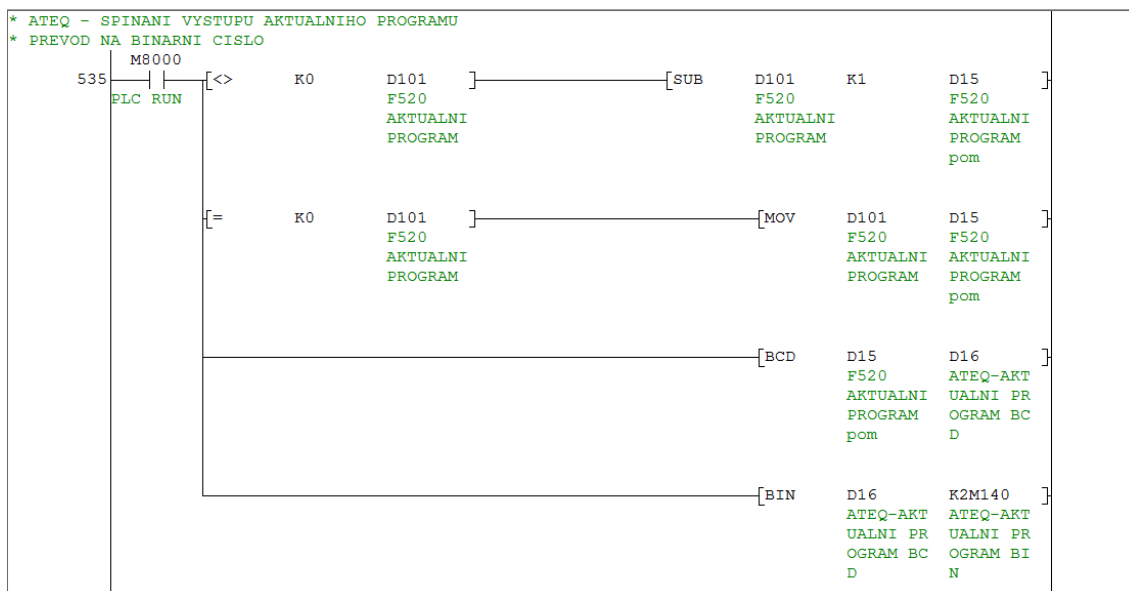 * ATEQ - SPINANI VYSTUPU AKTUALNIHO PROGRAMU
* PREVOD NA BINARNI CISLO
M8000
535 [<> K0 D101 ] [SUB D101 K1 D15 ]
PLC RUN F520 F520 F520
AKTUALNI AKTUALNI AKTUALNI
PROGRAM PROGRAM PROGRAM
pom
[= K0 D101 ] [MOV D101 D15 ]
F520 F520 F520
AKTUALNI AKTUALNI AKTUALNI
PROGRAM PROGRAM PROGRAM
pom
[BCD D15 D16 ]
F520 ATEQ-AKT
AKTUALNI UALNI PR
PROGRAM OGRAM BC
pom D
[BIN D16 K2M140 ]
ATEQ-AKT ATEQ-AKT
UALNI PR UALNI PR
OGRAM BC OGRAM BI
D N